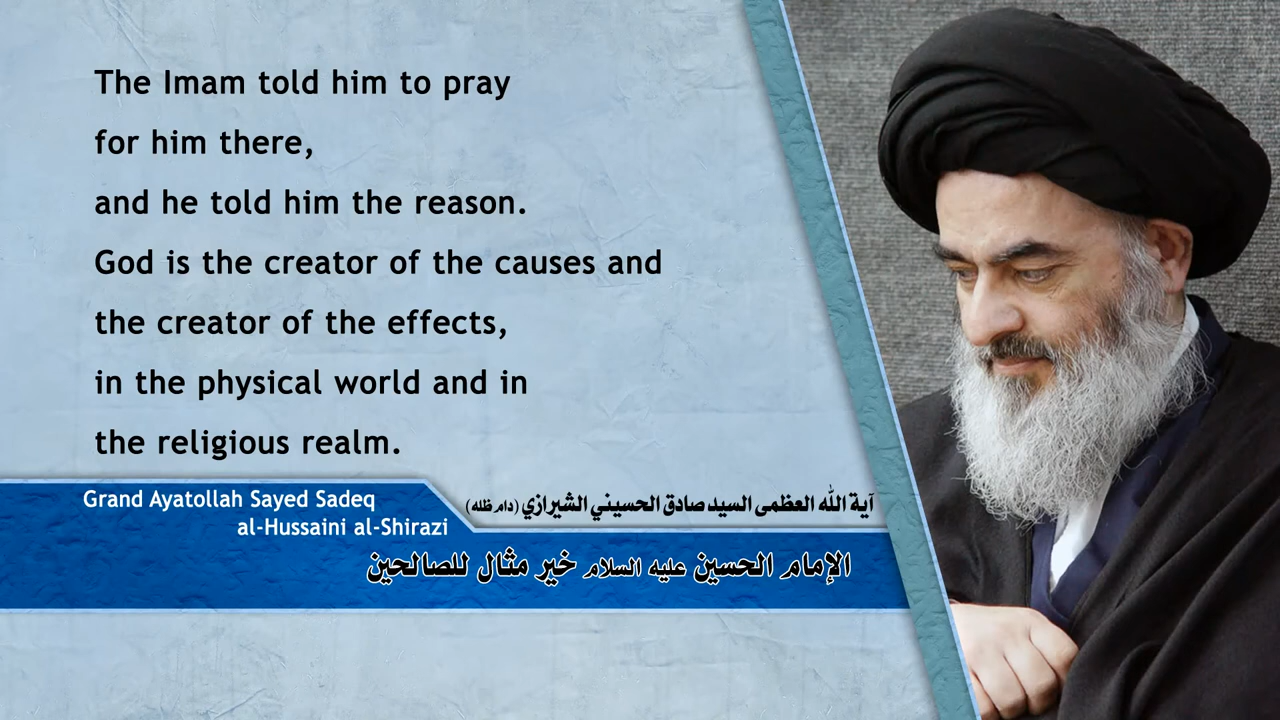 The Imam told him to pray
for him there,
and he told him the reason.
God is the creator of the causes and
the creator of the effects,
in the physical world and in
the religious realm.
Grand Ayatollah Sayed Sadeq
al-Hussaini al-Shirazi
آية الله العظمى السيد صادق الحسيني الشيرازي (دام ظله)
الإمام الحسين عليه السلام خير مثال للصالحين